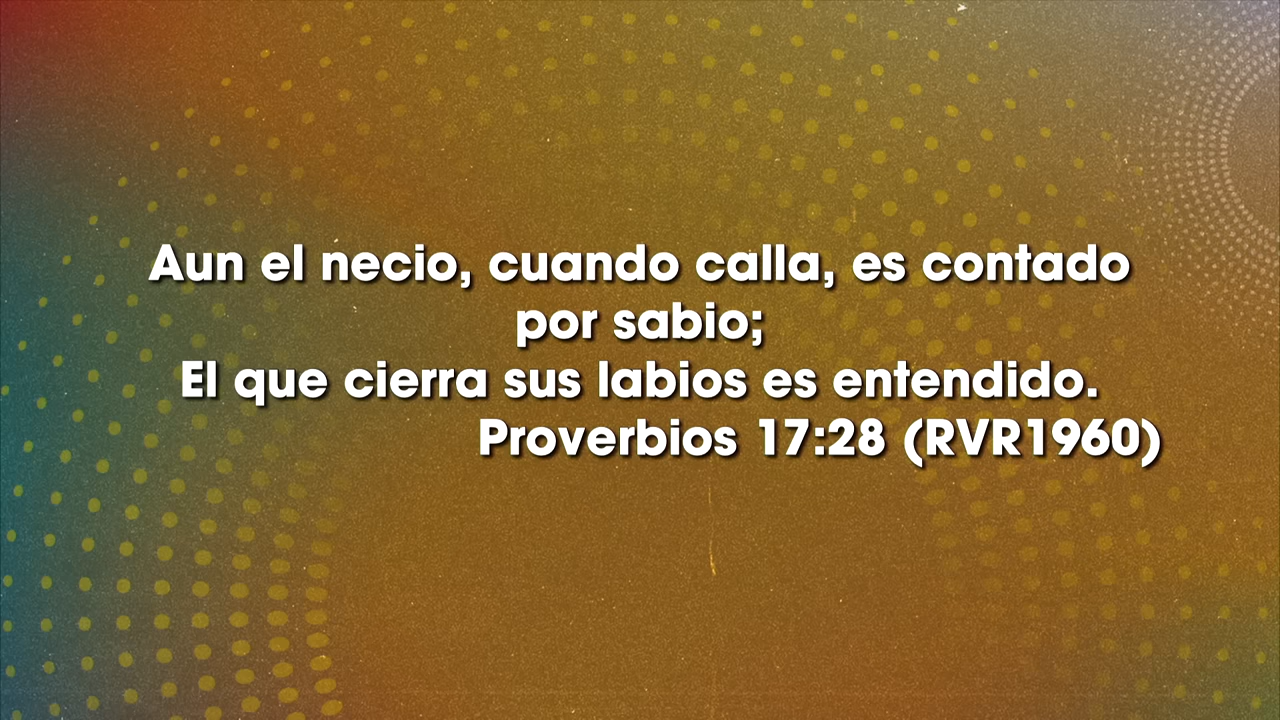 Aun el necio, cuando calla, es contado
por sabio;
El que cierra sus labios es entendido.
Proverbios 17:28 (RVR1960)